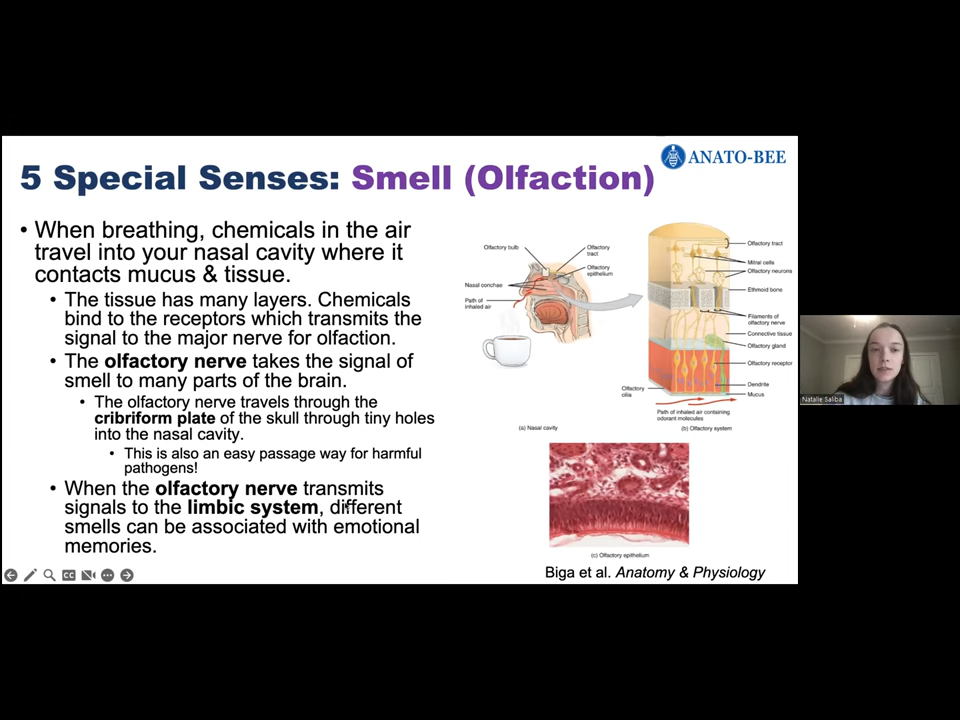 5 Special Senses: Smell (Olfaction)
ANATO-BEE
• When breathing, chemicals in the air
travel into your nasal cavity where it
contacts mucus & tissue.
• The tissue has many layers. Chemicals
bind to the receptors which transmits the
signal to the major nerve for olfaction.
• The olfactory nerve takes the signal of
smell to many parts of the brain.
• The olfactory nerve travels through the
cribriform plate of the skull through tiny holes
into the nasal cavity.
• This is also an easy passage way for harmful
pathogens!
• When the olfactory nerve transmits
signals to the limbic system, different
smells can be associated with emotional
memories.
Olfactory bulb
Olfactory
tract
Olfactory
epithelium
Nasal conchae
Path of
inhaled air
(a) Nasal cavity
Olfactory tract
Mitral cells
Olfactory neurons
Ethmoid bone
Filaments of
olfactory nerve
Connective tissue
Olfactory gland
Olfactory receptor
Dendrite
Mucus
Olfactory
cilia
Path of inhaled air containing
odorant molecules
(b) Olfactory system
(c) Olfactory epithelium
Biga et al. Anatomy & Physiology
CC
Natalie Saliba